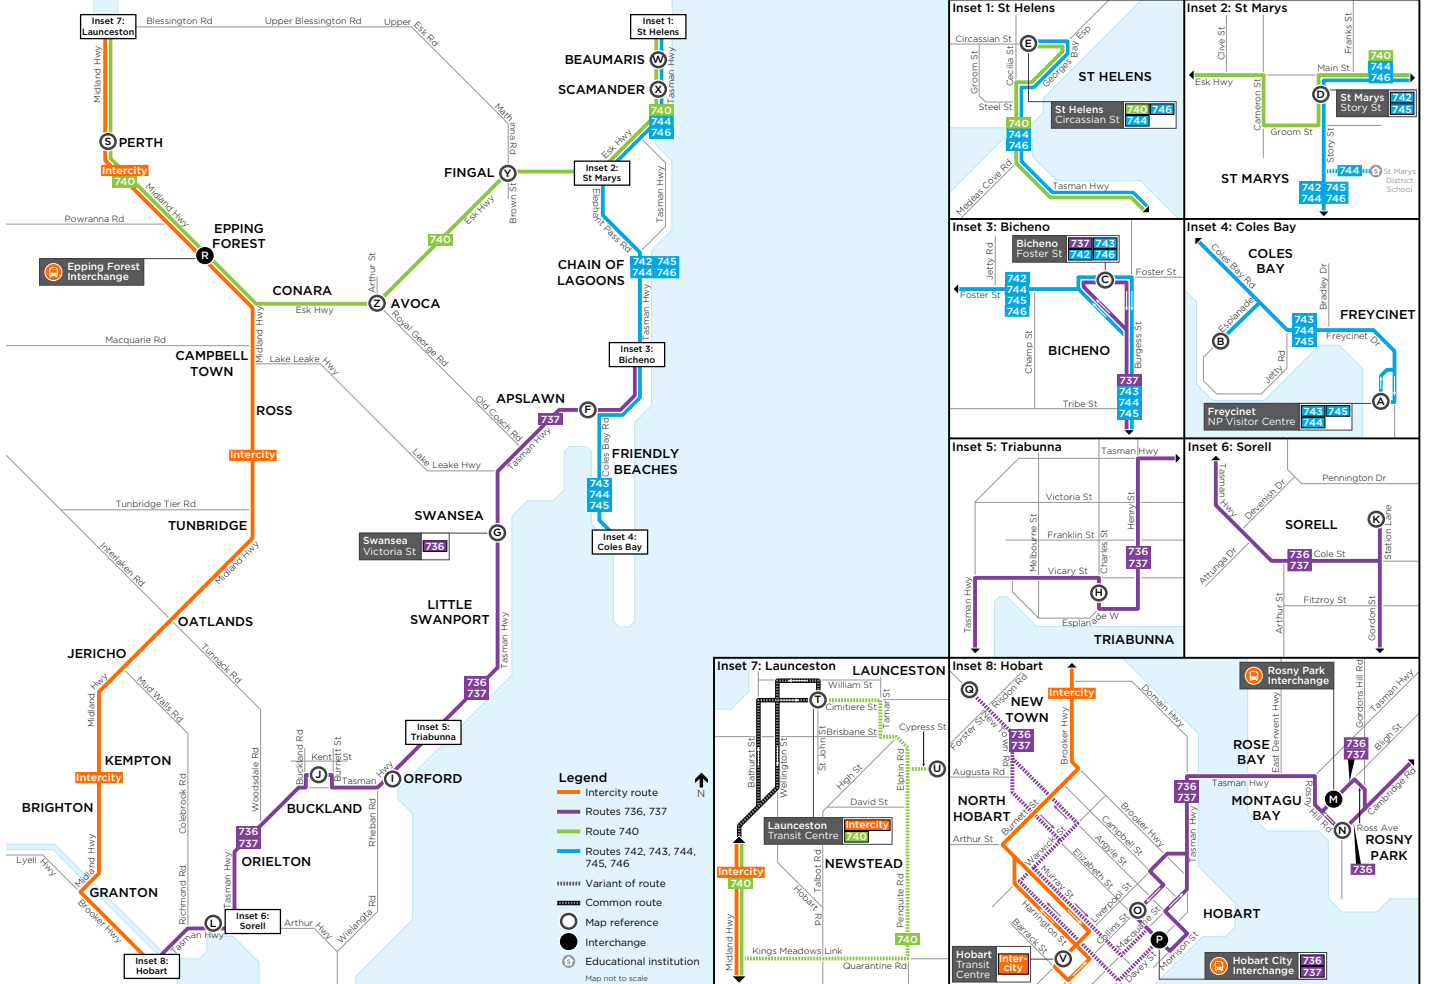 Inset 7:
Launceston
Blessington Rd
Upper Blessington Rd
Upper
Esk Rd
Inset 1:
St Helens
Midland Hwy
BEAUMARIS
W
SCAMANDER
X
Tasman Hwy
740
744
746
Math
inna Rd
S
PERTH
Intercity
740
Midland Hwy
FINGAL
Y
Esk Hwy
Inset 2:
St Marys
Brown St
Esk Hwy
740
Elephant Pass Rd
Tasman Hwy
Powranna Rd
EPPING
FOREST
R
Epping Forest
Interchange
CHAIN OF
LAGOONS
742 745
744 746
Arthur St
CONARA
Esk Hwy
Z
AVOCA
Tasman Hwy
Royal George Rd
Macquarie Rd
Midland Hwy
CAMPBELL
TOWN
Lake Leake Hwy
Inset 3:
Bicheno
ROSS
APSLAWN
F
737
Old Coach Rd
Tasman Hwy
Coles Bay Rd
Intercity
Lake Leake Hwy
FRIENDLY
BEACHES
743
744
745
Tunbridge Tier Rd
TUNBRIDGE
SWANSEA
G
Swansea
Victoria St
736
Inset 4:
Coles Bay
Interlaken Rd
Midland Hwy
LITTLE
SWANPORT
Tasman Hwy
OATLANDS
JERICHO
Tunnack Rd
Mud Walls Rd
Midland Hwy
736
737
Inset 5:
Triabunna
KEMPTON
Intercity
BRIGHTON
Buckland Rd
Kent St
Burnett St
J
Tasman Hwy
I
ORFORD
BUCKLAND
Woodsdale Rd
Colebrook Rd
Rheban Rd
736
737
ORIELTON
Lyell Hwy
Midland Hwy
GRANTON
Brooker Hwy
Richmond Rd
Tasman Hwy
L
Inset 6:
Sorell
Arthur Hwy
Wielangta Rd
Tasman Hwy
Inset 8:
Hobart
Legend
Intercity route
Routes 736, 737
Route 740
Routes 742, 743, 744,
745, 746
Variant of route
Common route
Map reference
Interchange
S
Educational institution
Map not to scale
N
Inset 1: St Helens
Circassian St
E
Groom St
Cecilia St
Georges Bay Esp
ST HELENS
Steel St
St Helens
Circassian St
740 746
744
740
744
746
Medeas Cove Rd
Tasman Hwy
Inset 2: St Marys
Clive St
Franks St
740
744
746
Main St
Esk Hwy
D
St Marys
Story St
742
745
Cameron St
Groom St
Story St
ST MARYS
744
S
St Marys
District
School
742 745
744 746
Inset 3: Bicheno
Jetty Rd
Bicheno
Foster St
737 743
742 746
C
Foster St
Foster St
742
744
745
746
Champ St
BICHENO
Burgess St
737
743
744
745
Tribe St
Inset 4: Coles Bay
Coles Bay Rd
COLES
BAY
Bradley Dr
Esplanade
FREYCINET
743
744
745
B
Freycinet Dr
Jetty Rd
A
Freycinet
NP Visitor Centre
743 745
744
Inset 5: Triabunna
Tasman Hwy
Victoria St
Melbourne St
Charles St
Henry St
Franklin St
736
737
Vicary St
Tasman Hwy
H
Esplanade W
TRIABUNNA
Inset 6: Sorell
Tasman Hwy
Devenish Dr
Pennington Dr
SORELL
K
Station Lane
Attunga Dr
736
737
Cole St
Arthur St
Fitzroy St
Gordon St
Inset 7: Launceston
LAUNCESTON
William St
T
Cimitiere St
Tamar St
Cypress St
Brisbane St
Bathurst St
Wellington St
St John St
High St
Elphin Rd
U
David St
Launceston
Transit Centre
Intercity
740
Talbot Rd
NEWSTEAD
Intercity
740
Hobart Rd
Penquite Rd
740
Midland Hwy
Kings Meadows Link
Quarantine Rd
Inset 8: Hobart
Q
Risdon Rd
Intercity
NEW
TOWN
New Town Rd
Forster St
736
737
Brooker Hwy
Domain Hwy
Augusta Rd
NORTH
HOBART
Burnett St
Arthur St
Brooker Hwy
Campbell St
Argyle St
Elizabeth St
Warwick St
Murray St
Liverpool St
Harrington St
Collins St
Macquarie St
Barrack St
O
HOBART
P
Davey St
Morrison St
V
Hobart
Transit
Centre
Inter-
city
Hobart City
Interchange
736
737
Rosny Park
Interchange
Gordons Hill Rd
Tasman Hwy
East Derwent Hwy
ROSE
BAY
736
737
Bligh St
Tasman Hwy
736
737
Tasman Hwy
MONTAGU
BAY
Rosny Hill Rd
M
Cambridge Rd
N
Ross Ave
ROSNY
PARK
736